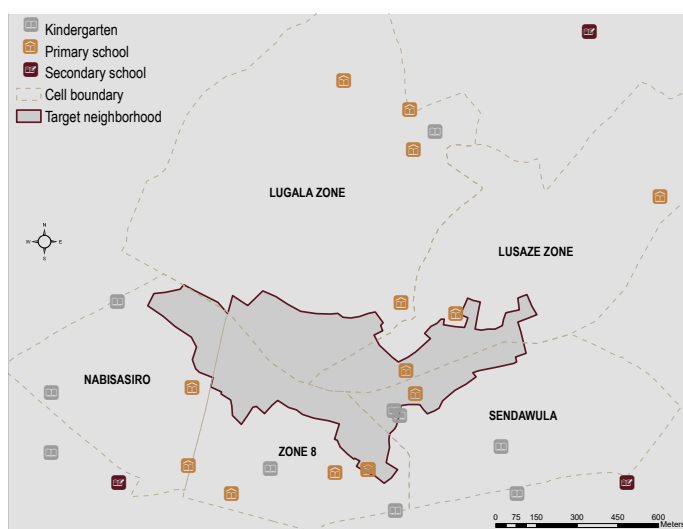 Kindergarten
Primary school
Secondary school
Cell boundary
Target neighborhood
LUGALA ZONE
N
W E
S
LUSAZE ZONE
NABISASIRO
SENDAWULA
ZONE 8
0 75 150 300 450 600
Meters